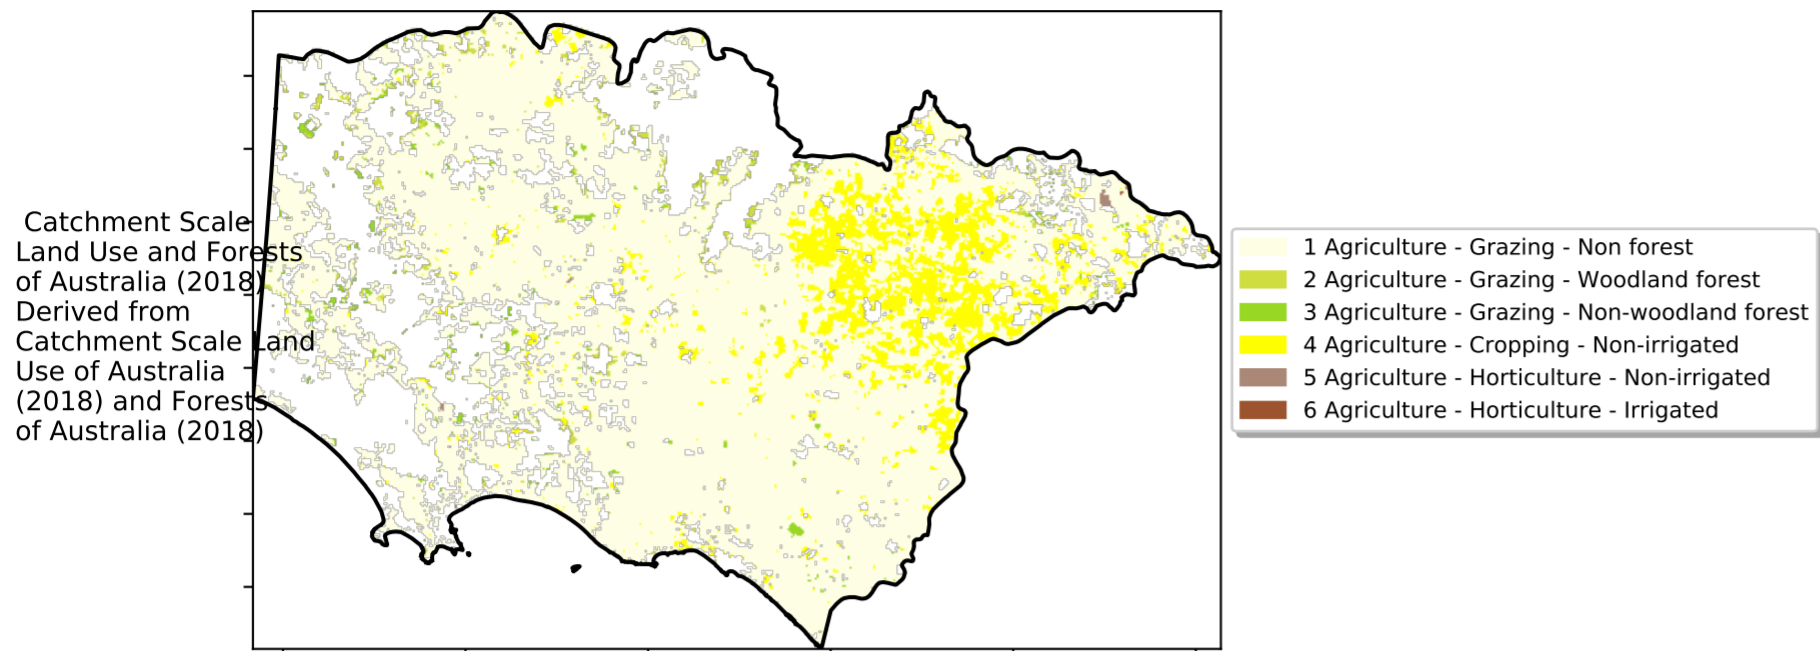 Catchment Scale
Land Use and Forests
of Australia (2018)
Derived from
Catchment Scale Land
Use of Australia
(2018) and Forests
of Australia (2018)
1 Agriculture - Grazing - Non forest
2 Agriculture - Grazing - Woodland forest
3 Agriculture - Grazing - Non-woodland forest
4 Agriculture - Cropping - Non-irrigated
5 Agriculture - Horticulture - Non-irrigated
6 Agriculture - Horticulture - Irrigated